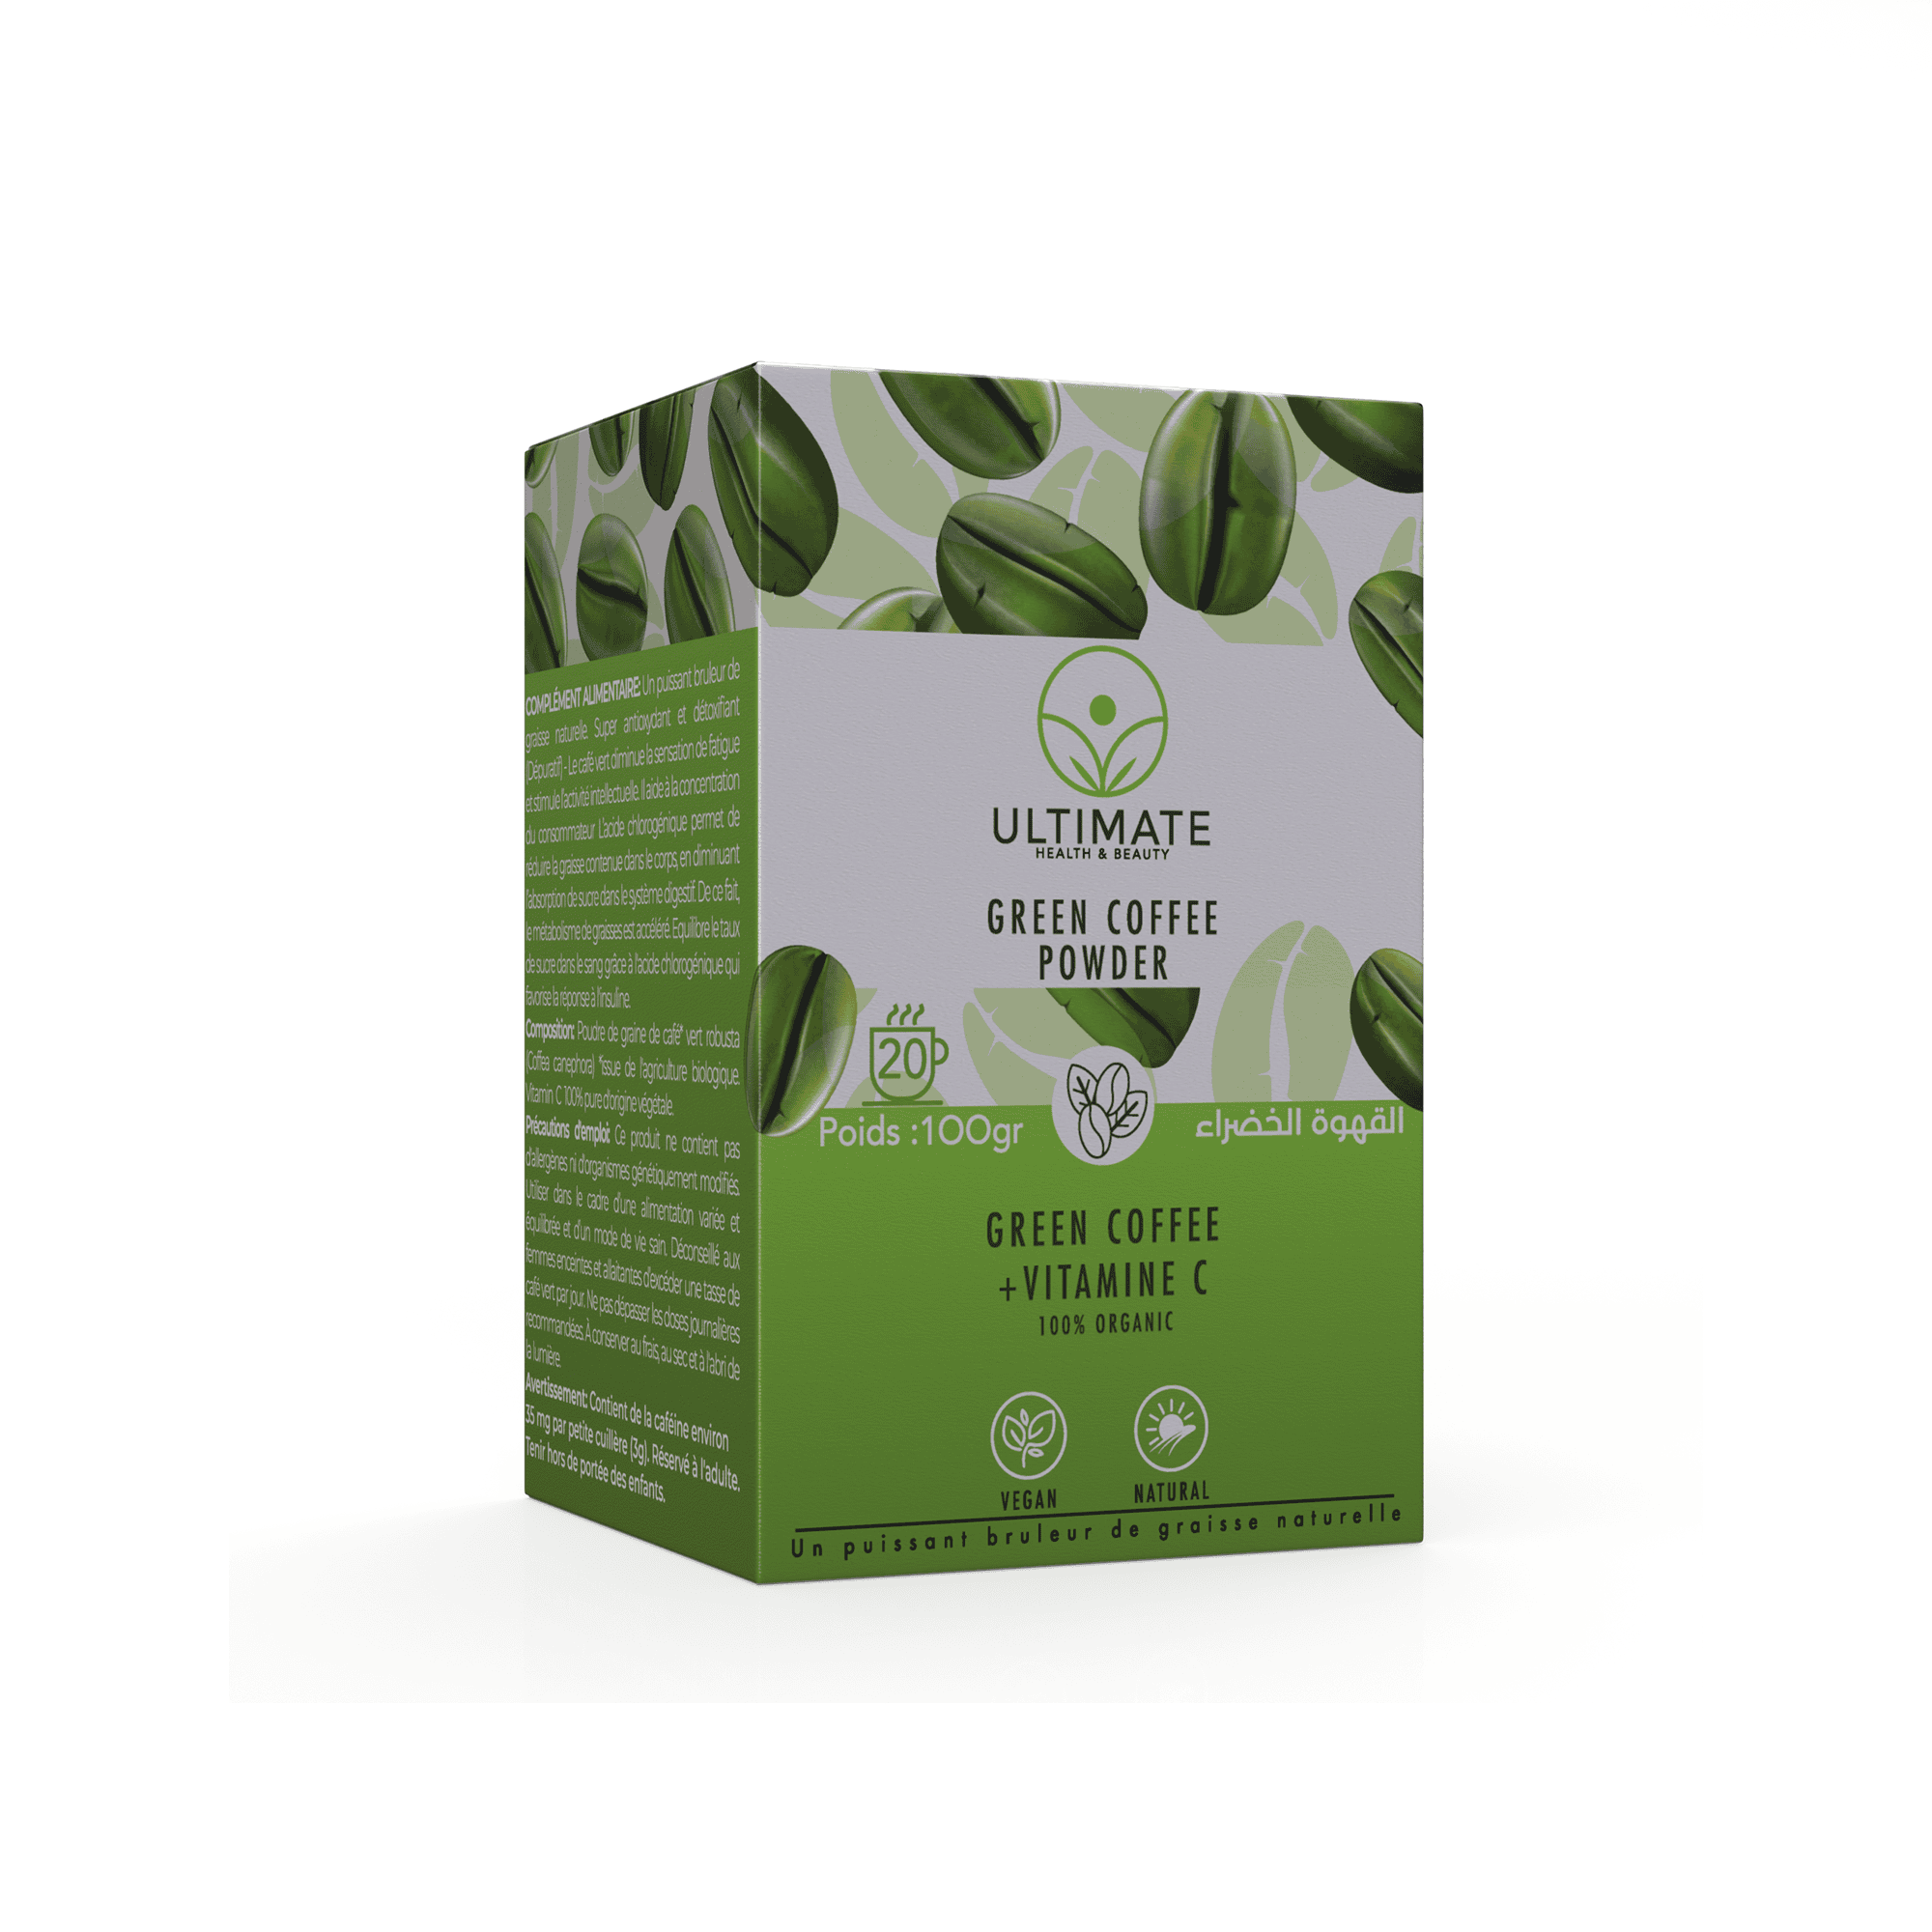 COMPLÉMENT ALIMENTAIRE: Un puissant bruleur de
graisse naturelle. Super antioxydant et détoxifiant
(Dépuratif) - Le café vert diminue la sensation de fatigue
et stimule l'activité intellectuelle. Il aide à la concentration
du consommateur L'acide chlorogénique permet de
réduire la graisse contenue dans le corps, en diminuant
l'absorption de sucre dans le système digestif. De ce fait,
le métabolisme de graisses est accéléré. Equilibre le taux
de sucre dans le sang grâce à l'acide chlorogénique qui
favorise la réponse à l'insuline.
Composition: Poudre de graine de café* vert robusta
(Coffea canephora) *issue de l'agriculture biologique.
Vitamin C 100% pure d'origine végétale.
Précautions d'emploi: Ce produit ne contient pas
d'allergènes ni d'organismes génétiquement modifiés.
Utiliser dans le cadre d'une alimentation variée et
équilibrée et d'un mode de vie sain. Déconseillé aux
femmes enceintes et allaitantes d'excéder une tasse de
café vert par jour. Ne pas dépasser les doses journalières
recommandées. À conserver au frais, au sec et à l'abri de
la lumière.
Avertissement: Contient de la caféine environ
35 mg par petite cuillère (3g). Réservé à l'adulte.
Tenir hors de portée des enfants.
ULTIMATE
HEALTH & BEAUTY
GREEN COFFEE
POWDER
20
Poids :100gr
القهوة الخضراء
GREEN COFFEE
+VITAMINE C
100% ORGANIC
VEGAN
NATURAL
Un puissant bruleur de graisse naturelle